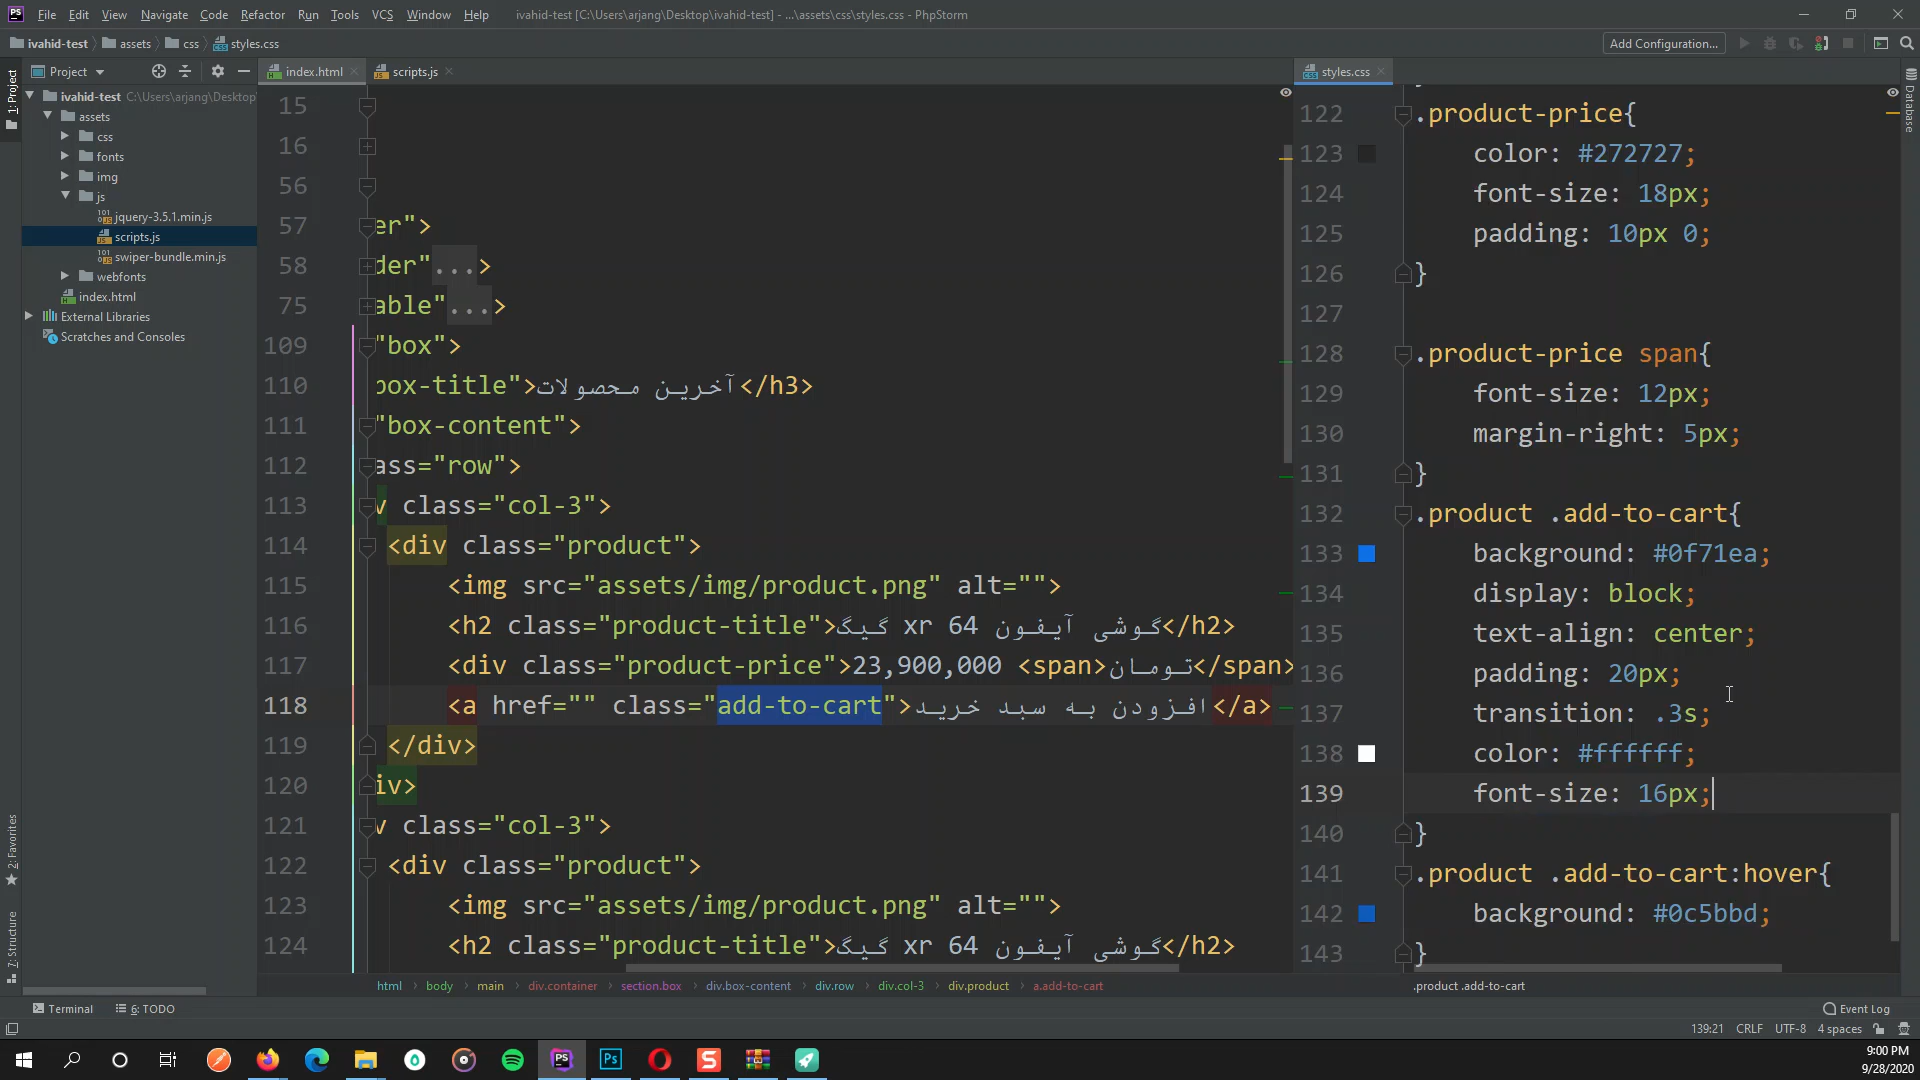 PS File Edit View Navigate Code Refactor Run Tools VCS Window Help ivahid-test [C:\Users\arjang\Desktop\ivahid-test] - ...\assets\css\styles.css - PhpStorm
ivahid-test assets css styles.css Add Configuration...
1: Project
Project
index.html
scripts.js
styles.css
ivahid-test C:\Users\arjang\Desktop
assets
css
fonts
img
js
jquery-3.5.1.min.js
scripts.js
swiper-bundle.min.js
webfonts
index.html
External Libraries
Scratches and Consoles
2: Favorites
7: Structure
15
16
56
57 er">
58 der"...>
75 able"...>
109 "box">
110 box-title">آخرین محصولات</h3>
111 "box-content">
112 ass="row">
113 v class="col-3">
114 <div class="product">
115 <img src="assets/img/product.png" alt="">
116 <h2 class="product-title">گوشی آیفون xr 64 گیگ</h2>
117 <div class="product-price">23,900,000 <span>تومان</span>
118 <a href="" class="add-to-cart">افزودن به سبد خرید</a>
119 </div>
120 iv>
121 v class="col-3">
122 <div class="product">
123 <img src="assets/img/product.png" alt="">
124 <h2 class="product-title">گوشی آیفون xr 64 گیگ</h2>
html body main div.container section.box div.box-content div.row div.col-3 div.product a.add-to-cart
122 .product-price{
123 color: #272727;
124 font-size: 18px;
125 padding: 10px 0;
126 }
127
128 .product-price span{
129 font-size: 12px;
130 margin-right: 5px;
131 }
132 .product .add-to-cart{
133 background: #0f71ea;
134 display: block;
135 text-align: center;
136 padding: 20px;
137 transition: .3s;
138 color: #ffffff;
139 font-size: 16px;
140 }
141 .product .add-to-cart:hover{
142 background: #0c5bbd;
143 }
.product .add-to-cart
Database
Terminal 6: TODO Event Log
139:21 CRLF UTF-8 4 spaces
PS Ps S
9:00 PM
9/28/2020